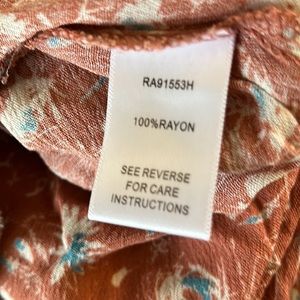 RA91553H
100%RAYON
SEE REVERSE
FOR CARE
INSTRUCTIONS